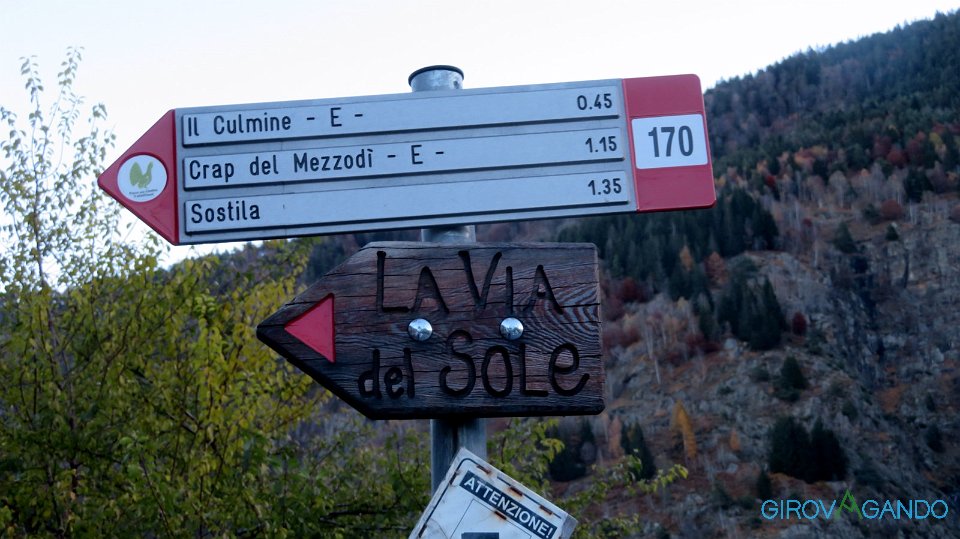 Il Culmine - E - 0.45
Crap del Mezzodì - E - 1.15
Sostila 1.35
170
La Via
del Sole
ATTENZIONE!
GIROVAGANDO